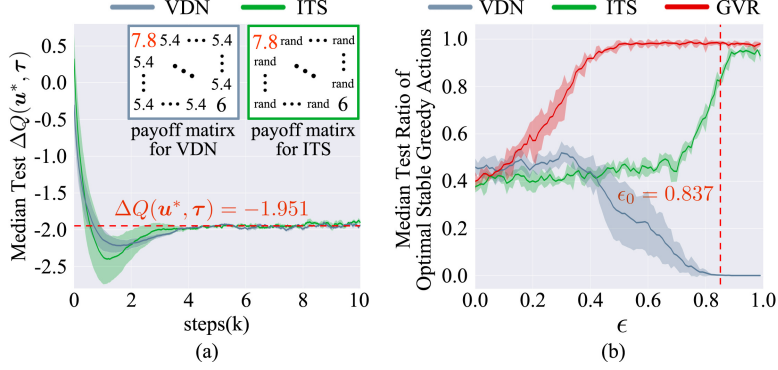 VDN ITS
0.5
0.0
-0.5
-1.0
-1.5
-2.0
-2.5
Median Test ΔQ(u*, τ)
7.8 5.4 ··· 5.4
5.4 5.4
5.4 ··· 5.4 6
payoff matirx
for VDN
7.8 rand ··· rand
rand rand
rand ··· rand 6
payoff matirx
for ITS
ΔQ(u*, τ) = −1.951
0 2 4 6 8 10
steps(k)
(a)
VDN ITS GVR
1.0
0.8
0.6
0.4
0.2
0.0
Median Test Ratio of
Optimal Stable Greedy Actions
ϵ0 = 0.837
0.0 0.2 0.4 0.6 0.8 1.0
ϵ
(b)